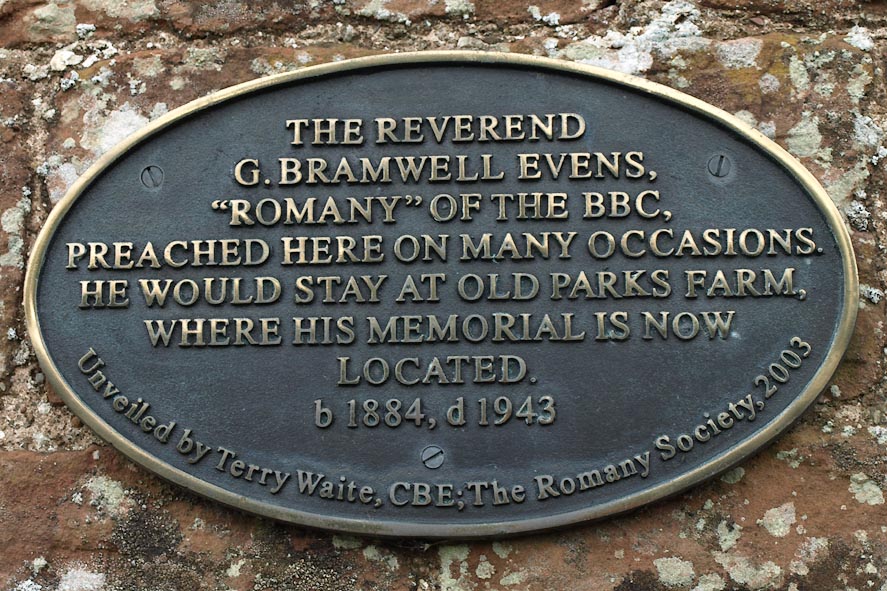 THE REVEREND
G. BRAMWELL EVENS,
"ROMANY" OF THE BBC,
PREACHED HERE ON MANY OCCASIONS.
HE WOULD STAY AT OLD PARKS FARM,
WHERE HIS MEMORIAL IS NOW
LOCATED.
b 1884, d 1943
Unveiled by Terry Waite, CBE; The Romany Society, 2003